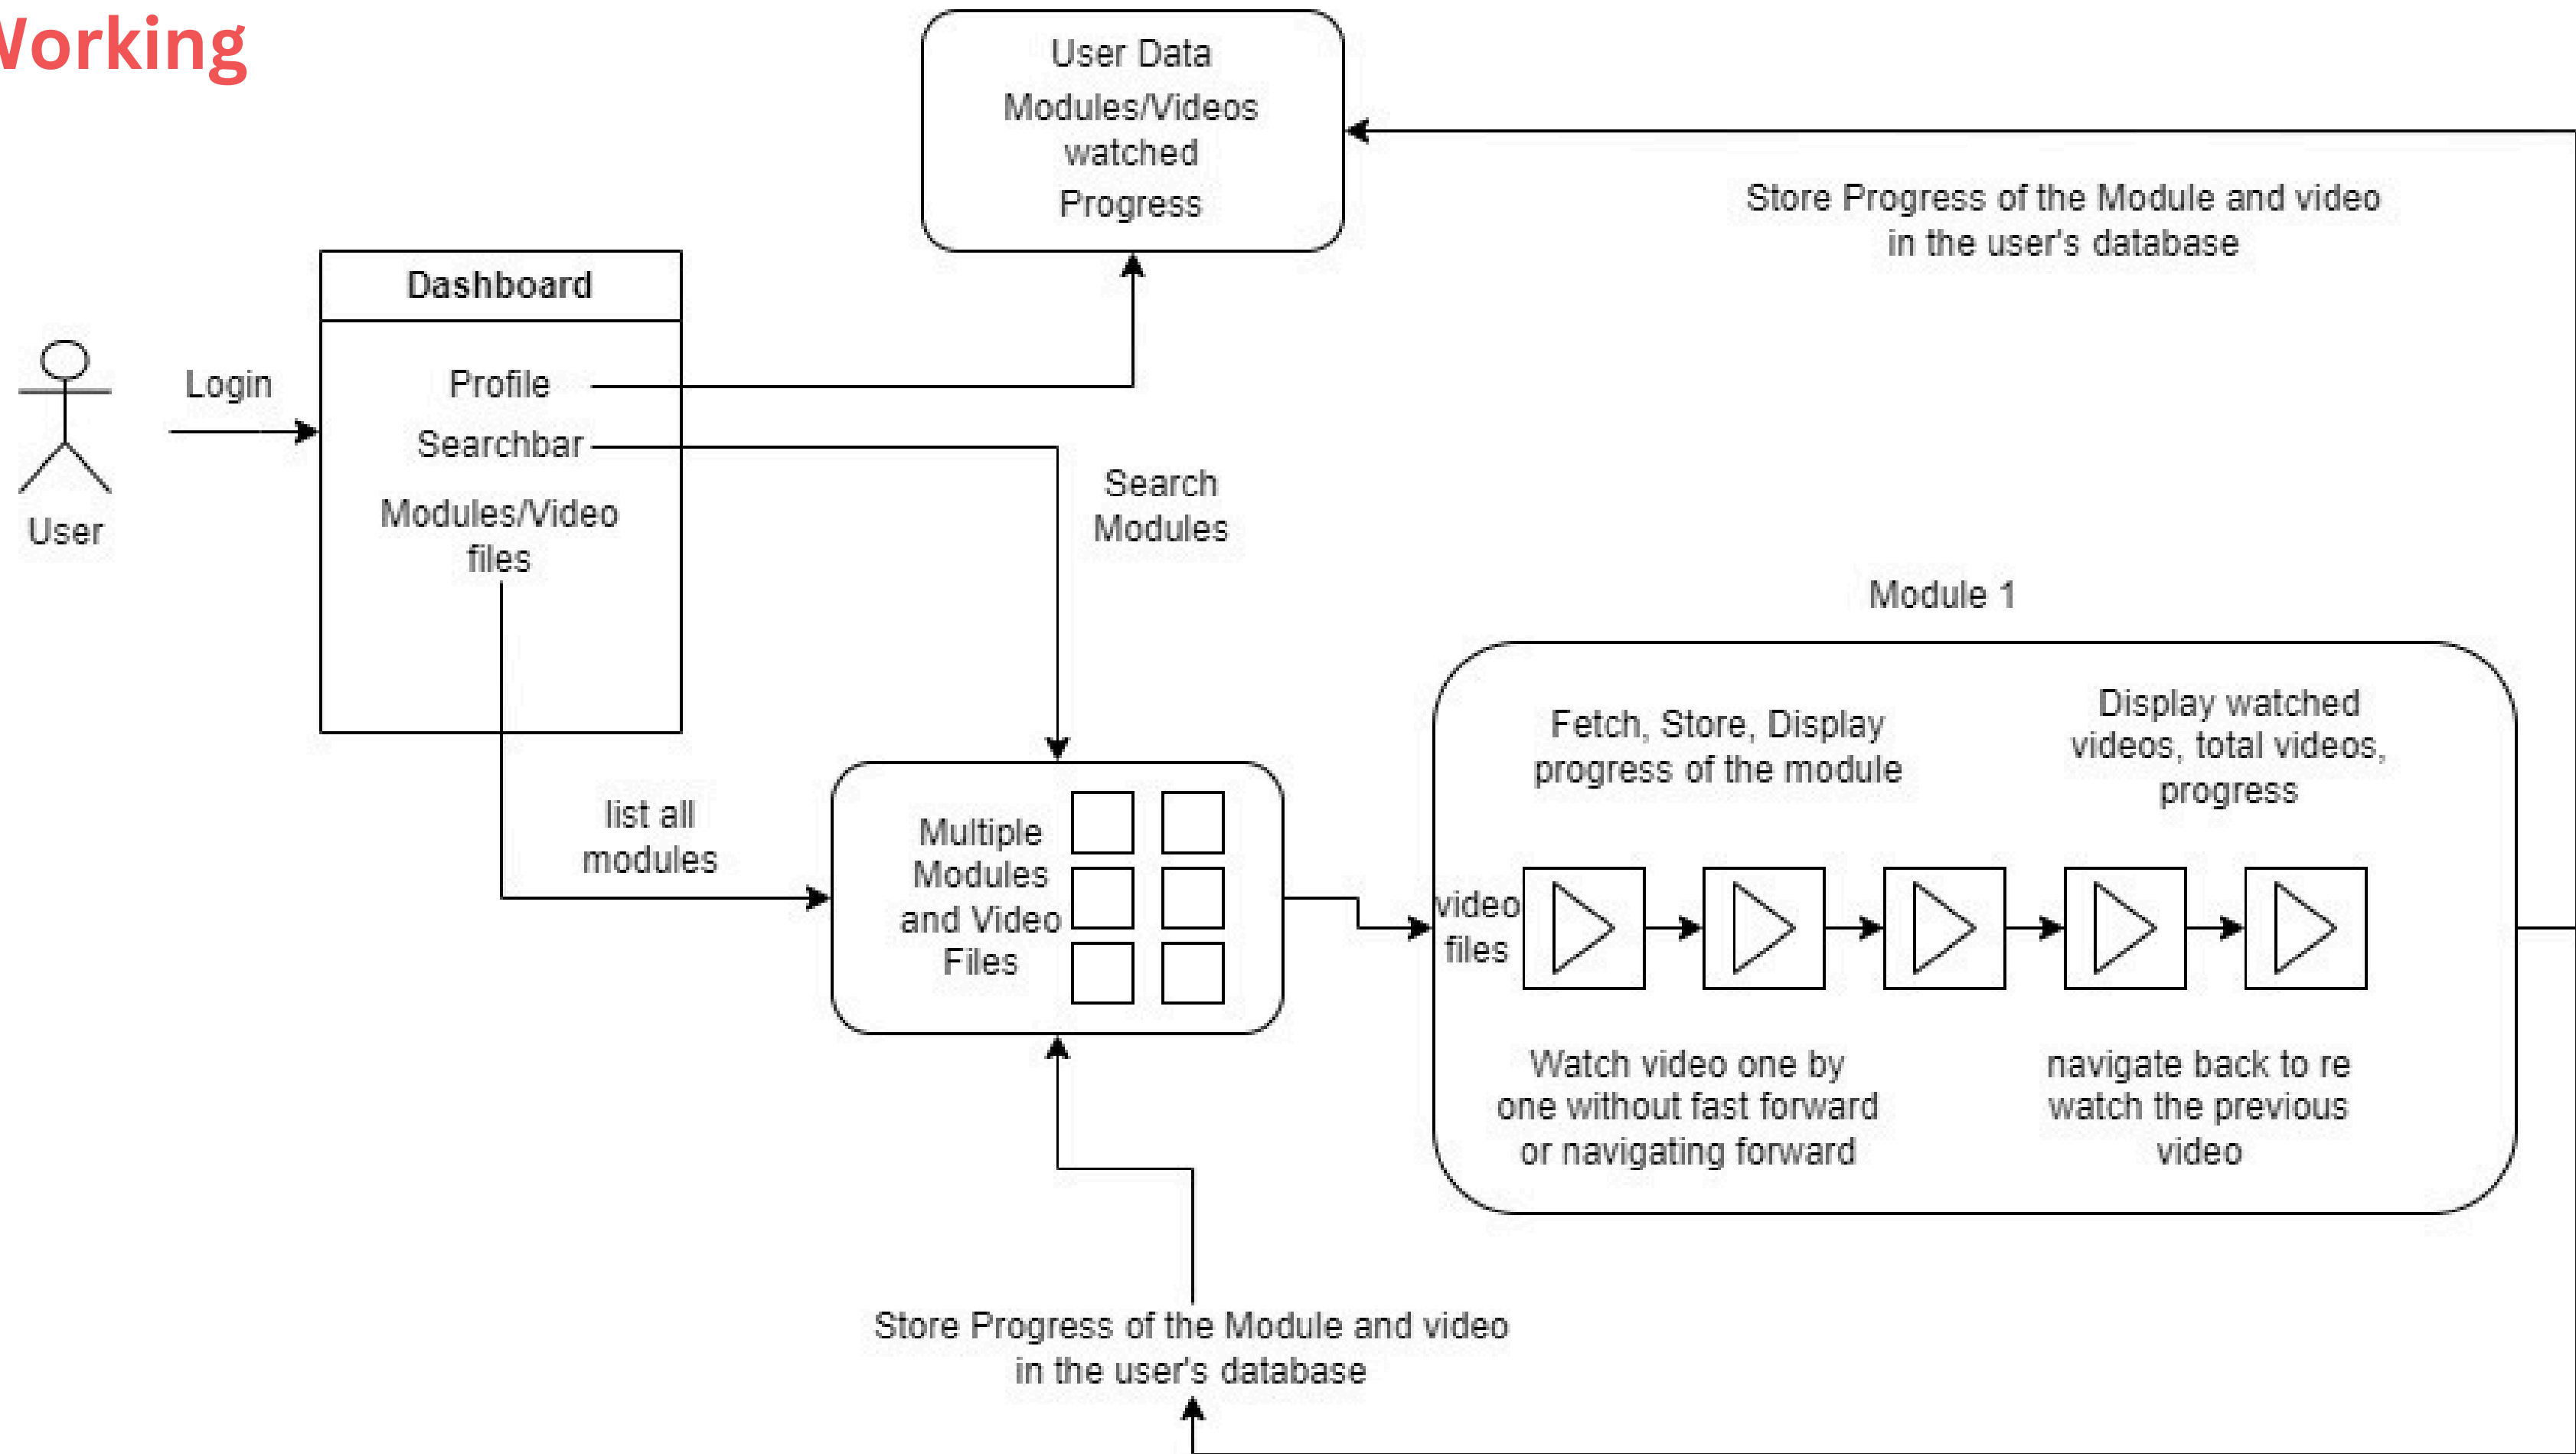 Working
User Data
Modules/Videos
watched
Progress
Store Progress of the Module and video
in the user's database
Dashboard
Profile
Searchbar
Modules/Video
files
Login
User
Search
Modules
list all
modules
Multiple
Modules
and Video
Files
Module 1
Fetch, Store, Display
progress of the module
Display watched
videos, total videos,
progress
video
files
Watch video one by
one without fast forward
or navigating forward
navigate back to re
watch the previous
video
Store Progress of the Module and video
in the user's database